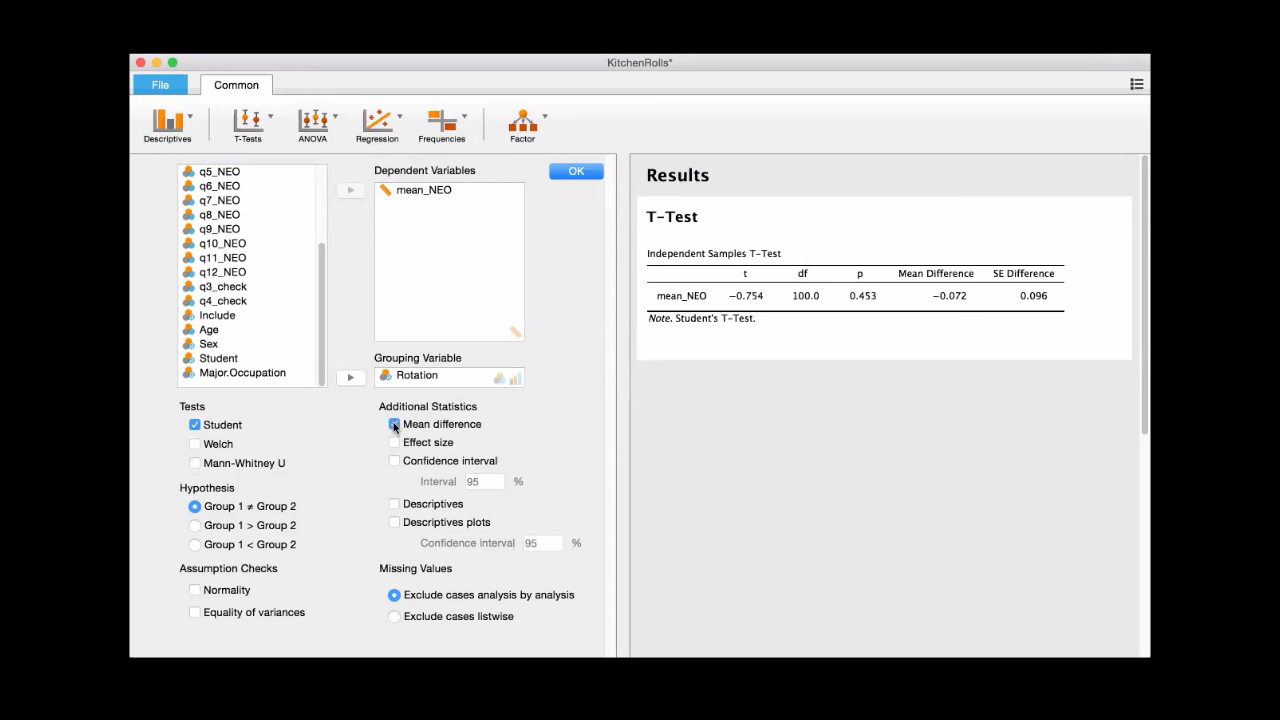 KitchenRolls*
File Common
Descriptives T-Tests ANOVA Regression Frequencies Factor
q5_NEO
q6_NEO
q7_NEO
q8_NEO
q9_NEO
q10_NEO
q11_NEO
q12_NEO
q3_check
q4_check
Include
Age
Sex
Student
Major.Occupation
Dependent Variables
OK
mean_NEO
Grouping Variable
Rotation
Tests
Student
Welch
Mann-Whitney U
Hypothesis
Group 1 ≠ Group 2
Group 1 > Group 2
Group 1 < Group 2
Assumption Checks
Normality
Equality of variances
Additional Statistics
Mean difference
Effect size
Confidence interval
Interval 95 %
Descriptives
Descriptives plots
Confidence interval 95 %
Missing Values
Exclude cases analysis by analysis
Exclude cases listwise
Results
T-Test
Independent Samples T-Test
t df p Mean Difference SE Difference
mean_NEO −0.754 100.0 0.453 −0.072 0.096
Note. Student's T-Test.